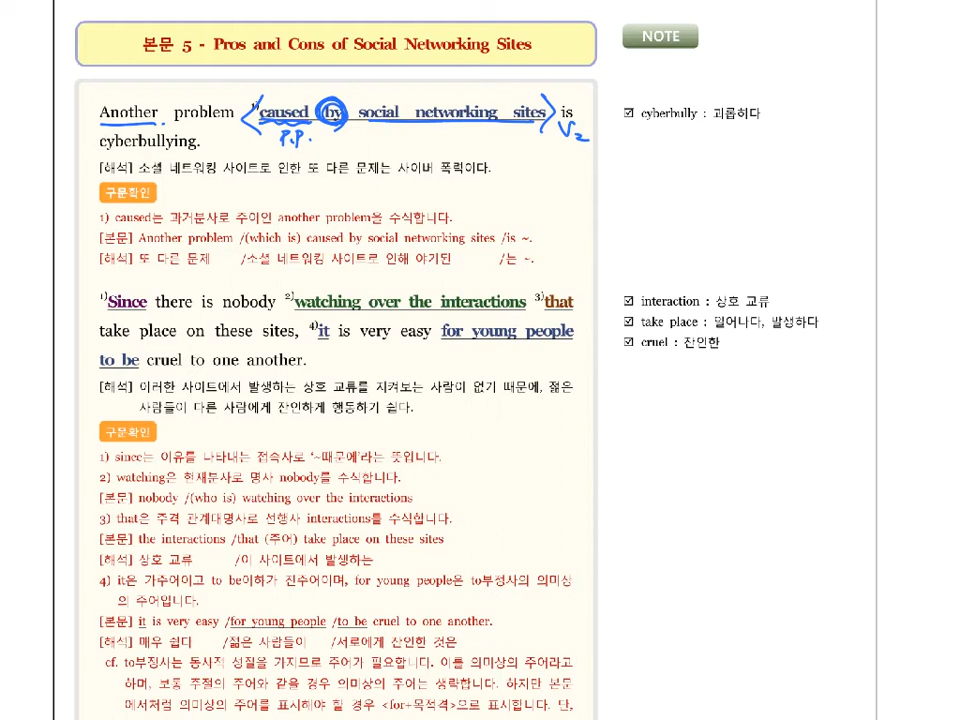 본문 5 - Pros and Cons of Social Networking Sites
NOTE
Another problem 1)caused by social networking sites is
P.P.
V2
cyberbullying.
☑ cyberbully : 괴롭히다
[해석] 소셜 네트워킹 사이트로 인한 또 다른 문제는 사이버 폭력이다.
구문확인
1) caused는 과거분사로 주어인 another problem을 수식합니다.
[본문] Another problem /(which is) caused by social networking sites /is ~.
[해석] 또 다른 문제 /소셜 네트워킹 사이트로 인해 야기된 /는 ~.
1)Since there is nobody 2)watching over the interactions 3)that
take place on these sites, 4)it is very easy for young people
to be cruel to one another.
☑ interaction : 상호 교류
☑ take place : 일어나다, 발생하다
☑ cruel : 잔인한
[해석] 이러한 사이트에서 발생하는 상호 교류를 지켜보는 사람이 없기 때문에, 젊은
사람들이 다른 사람에게 잔인하게 행동하기 쉽다.
구문확인
1) since는 이유를 나타내는 접속사로 '~때문에'라는 뜻입니다.
2) watching은 현재분사로 명사 nobody를 수식합니다.
[본문] nobody /(who is) watching over the interactions
3) that은 주격 관계대명사로 선행사 interactions를 수식합니다.
[본문] the interactions /that (주어) take place on these sites
[해석] 상호 교류 /이 사이트에서 발생하는
4) it은 가주어이고 to be이하가 진주어이며, for young people은 to부정사의 의미상
의 주어입니다.
[본문] it is very easy /for young people /to be cruel to one another.
[해석] 매우 쉽다 /젊은 사람들이 /서로에게 잔인한 것은
cf. to부정사는 동사적 성질을 가지므로 주어가 필요합니다. 이를 의미상의 주어라고
하며, 보통 주절의 주어와 같을 경우 의미상의 주어는 생략합니다. 하지만 본문
에서처럼 의미상의 주어를 표시해야 할 경우 <for+목적격>으로 표시합니다. 단,